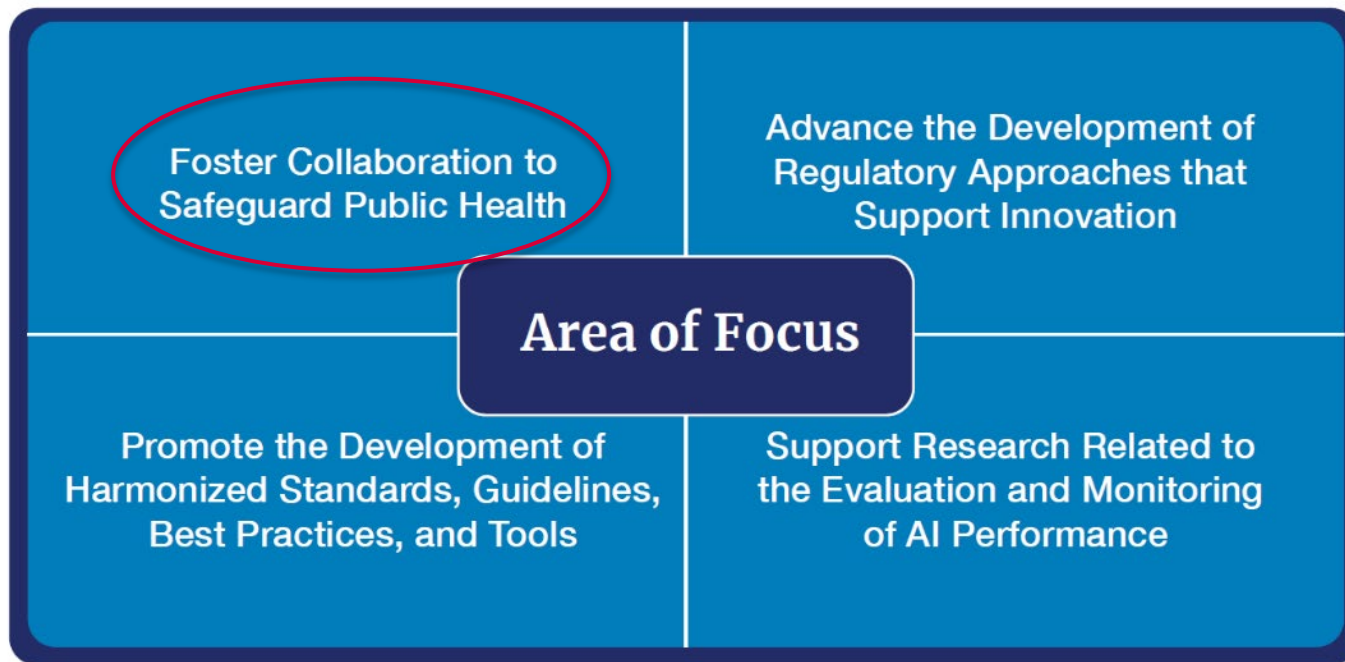 Foster Collaboration to
Safeguard Public Health
Advance the Development of
Regulatory Approaches that
Support Innovation
Area of Focus
Promote the Development of
Harmonized Standards, Guidelines,
Best Practices, and Tools
Support Research Related to
the Evaluation and Monitoring
of AI Performance